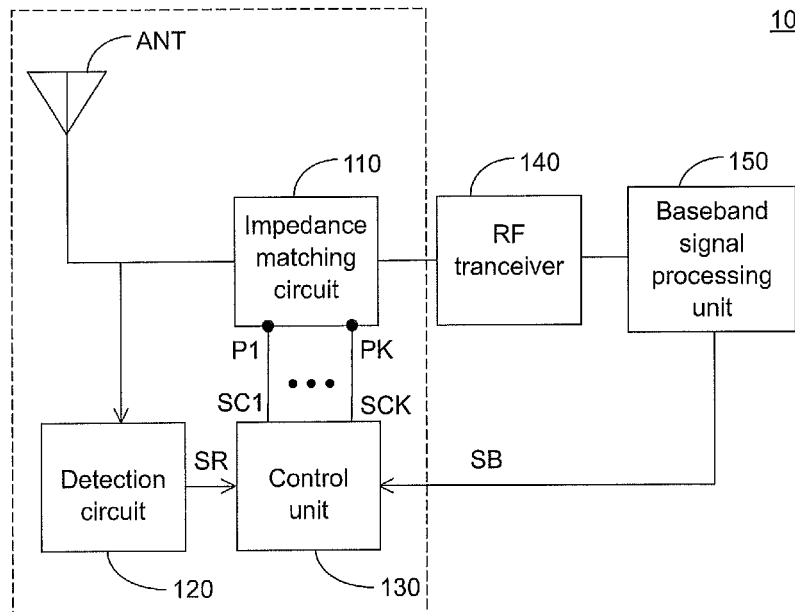 10
ANT
110
140
150
Impedance
matching
circuit
RF
tranceiver
Baseband
signal
processing
unit
P1
PK
SC1
SCK
Detection
circuit
SR
Control
unit
SB
120
130